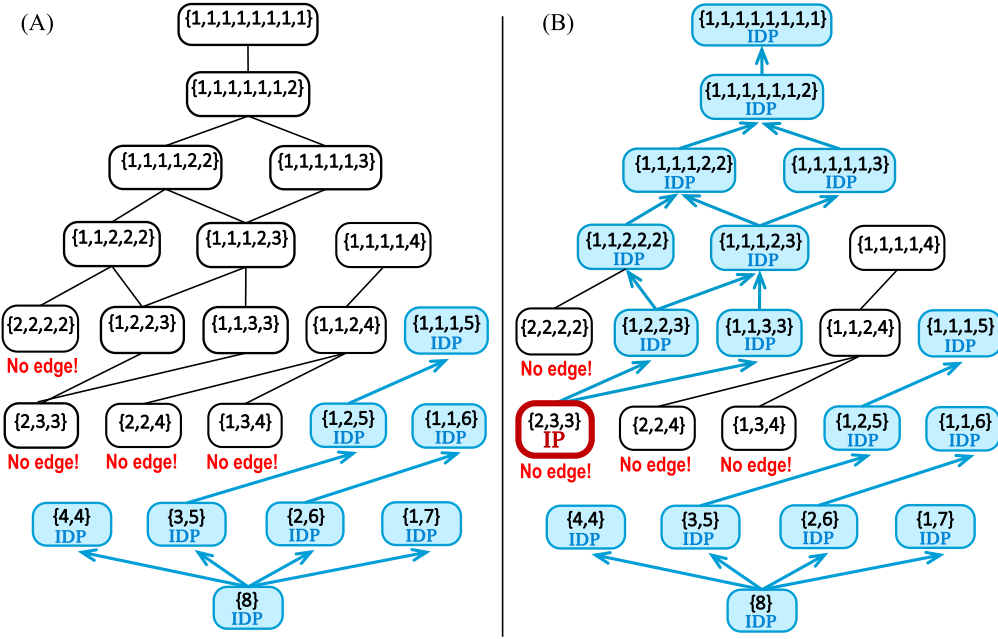 (A)
{1,1,1,1,1,1,1,1}
{1,1,1,1,1,1,2}
{1,1,1,1,2,2}
{1,1,1,1,1,3}
{1,1,2,2,2}
{1,1,1,2,3}
{1,1,1,1,4}
{2,2,2,2}
No edge!
{1,2,2,3}
{1,1,3,3}
{1,1,2,4}
{1,1,1,5}
IDP
{2,3,3}
No edge!
{2,2,4}
No edge!
{1,3,4}
No edge!
{1,2,5}
IDP
{1,1,6}
IDP
{4,4}
IDP
{3,5}
IDP
{2,6}
IDP
{1,7}
IDP
{8}
IDP
(B)
{1,1,1,1,1,1,1,1}
IDP
{1,1,1,1,1,1,2}
IDP
{1,1,1,1,2,2}
IDP
{1,1,1,1,1,3}
IDP
{1,1,2,2,2}
IDP
{1,1,1,2,3}
IDP
{1,1,1,1,4}
{2,2,2,2}
No edge!
{1,2,2,3}
IDP
{1,1,3,3}
IDP
{1,1,2,4}
{1,1,1,5}
IDP
{2,3,3}
IP
No edge!
{2,2,4}
No edge!
{1,3,4}
No edge!
{1,2,5}
IDP
{1,1,6}
IDP
{4,4}
IDP
{3,5}
IDP
{2,6}
IDP
{1,7}
IDP
{8}
IDP